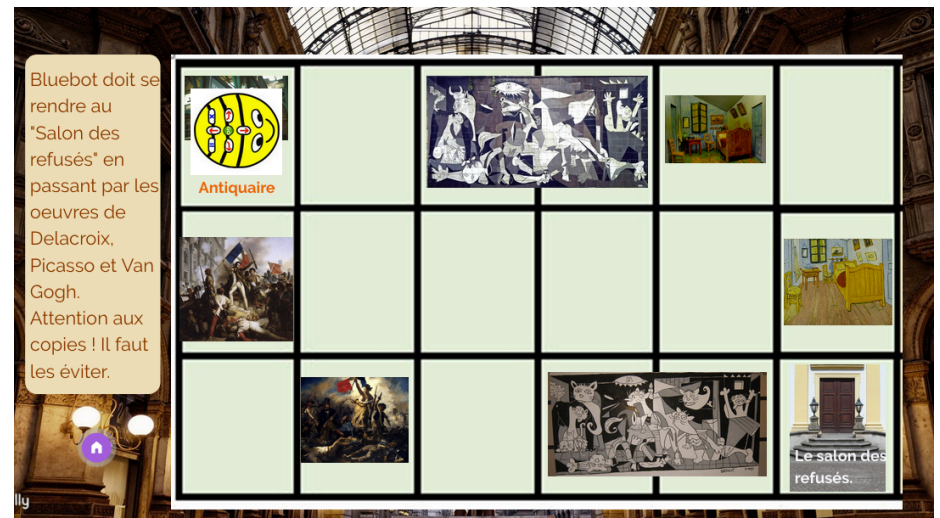 Bluebot doit se
rendre au
"Salon des
refusés" en
passant par les
oeuvres de
Delacroix,
Picasso et Van
Gogh.
Attention aux
copies ! Il faut
les éviter.
Antiquaire
Le salon des
refusés.
lly